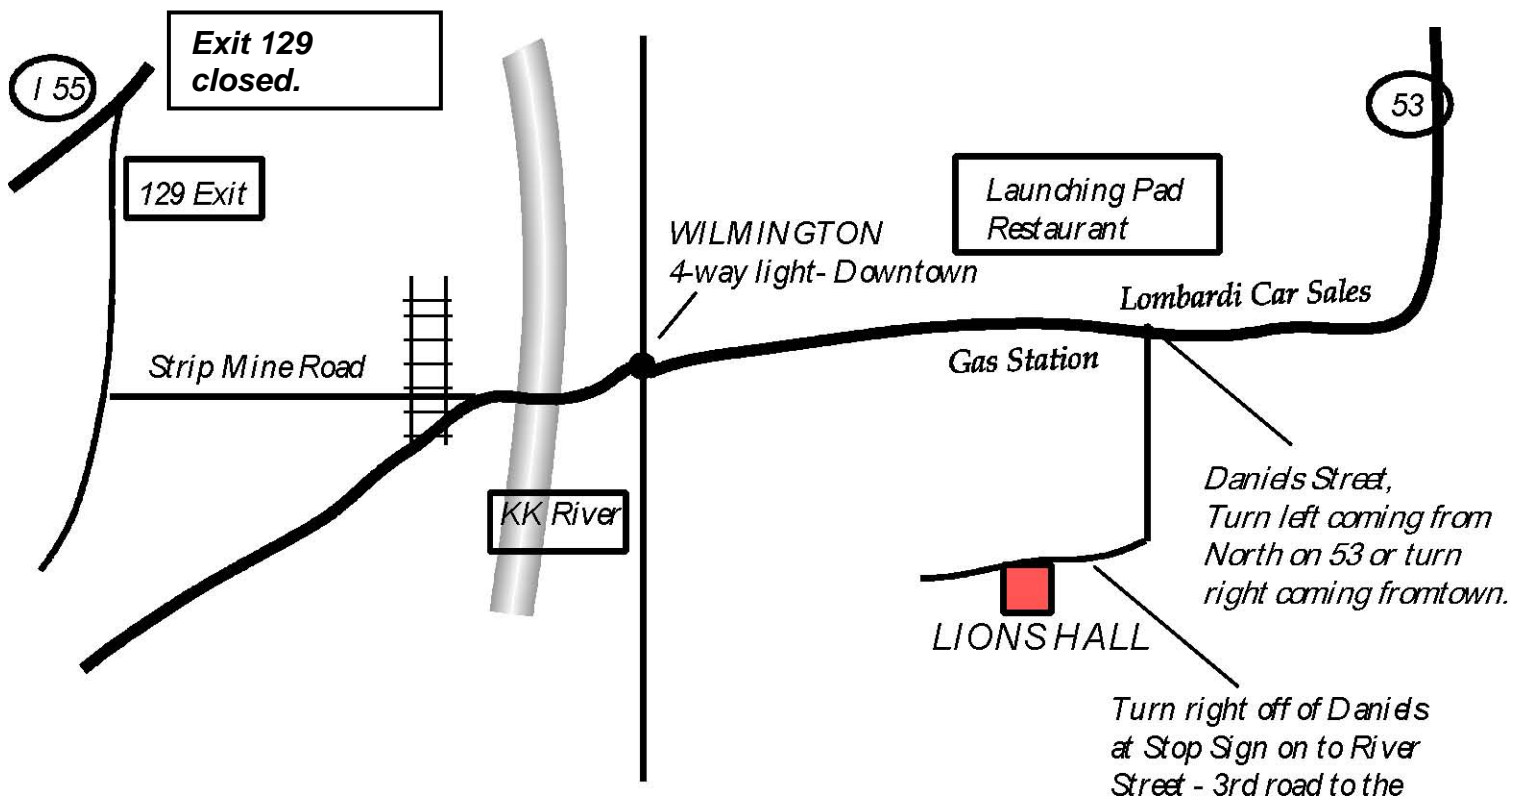 Exit 129
closed.
I 55
53
129 Exit
Launching Pad
Restaurant
WILMINGTON
4-way light- Downtown
Lombardi Car Sales
Gas Station
Strip Mine Road
KK River
Daniels Street,
Turn left coming from
North on 53 or turn
right coming from town.
LIONS HALL
Turn right off of Daniels
at Stop Sign on to River
Street - 3rd road to the